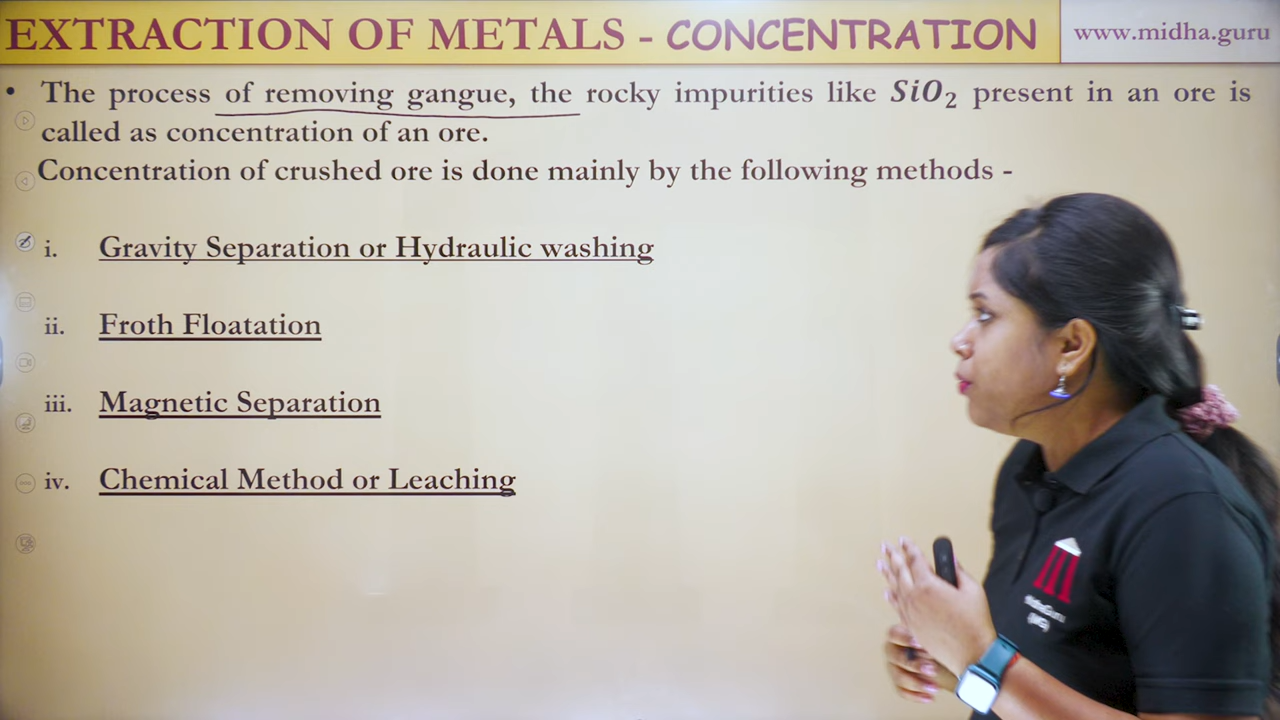 EXTRACTION OF METALS - CONCENTRATION
www.midha.guru
• The process of removing gangue, the rocky impurities like SiO₂ present in an ore is
called as concentration of an ore.
Concentration of crushed ore is done mainly by the following methods -
i. Gravity Separation or Hydraulic washing
ii. Froth Floatation
iii. Magnetic Separation
iv. Chemical Method or Leaching
MidhaGuru
(MG)